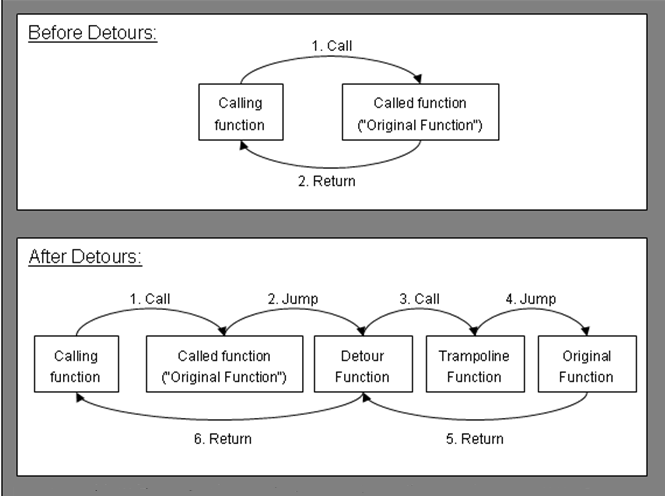 Before Detours:
1. Call
Calling
function
Called function
("Original Function")
2. Return
After Detours:
1. Call
2. Jump
3. Call
4. Jump
Calling
function
Called function
("Original Function")
Detour
Function
Trampoline
Function
Original
Function
6. Return
5. Return